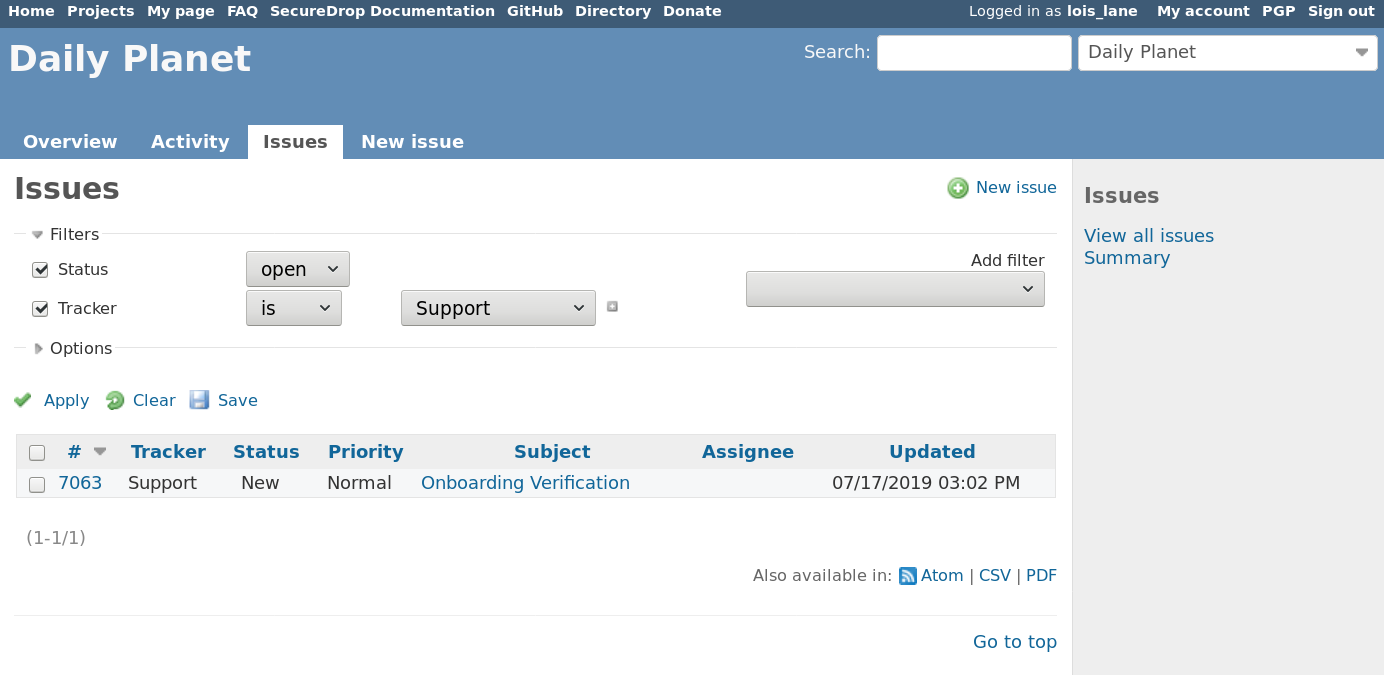 Home Projects My page FAQ SecureDrop Documentation GitHub Directory Donate Logged in as lois_lane My account PGP Sign out
Daily Planet Search: Daily Planet
Overview Activity Issues New issue
Issues New issue
Filters
Status open Add filter
Tracker is Support
Options
Apply Clear Save
# Tracker Status Priority Subject Assignee Updated
7063 Support New Normal Onboarding Verification 07/17/2019 03:02 PM
(1-1/1)
Also available in: Atom | CSV | PDF
Go to top
Issues
View all issues
Summary